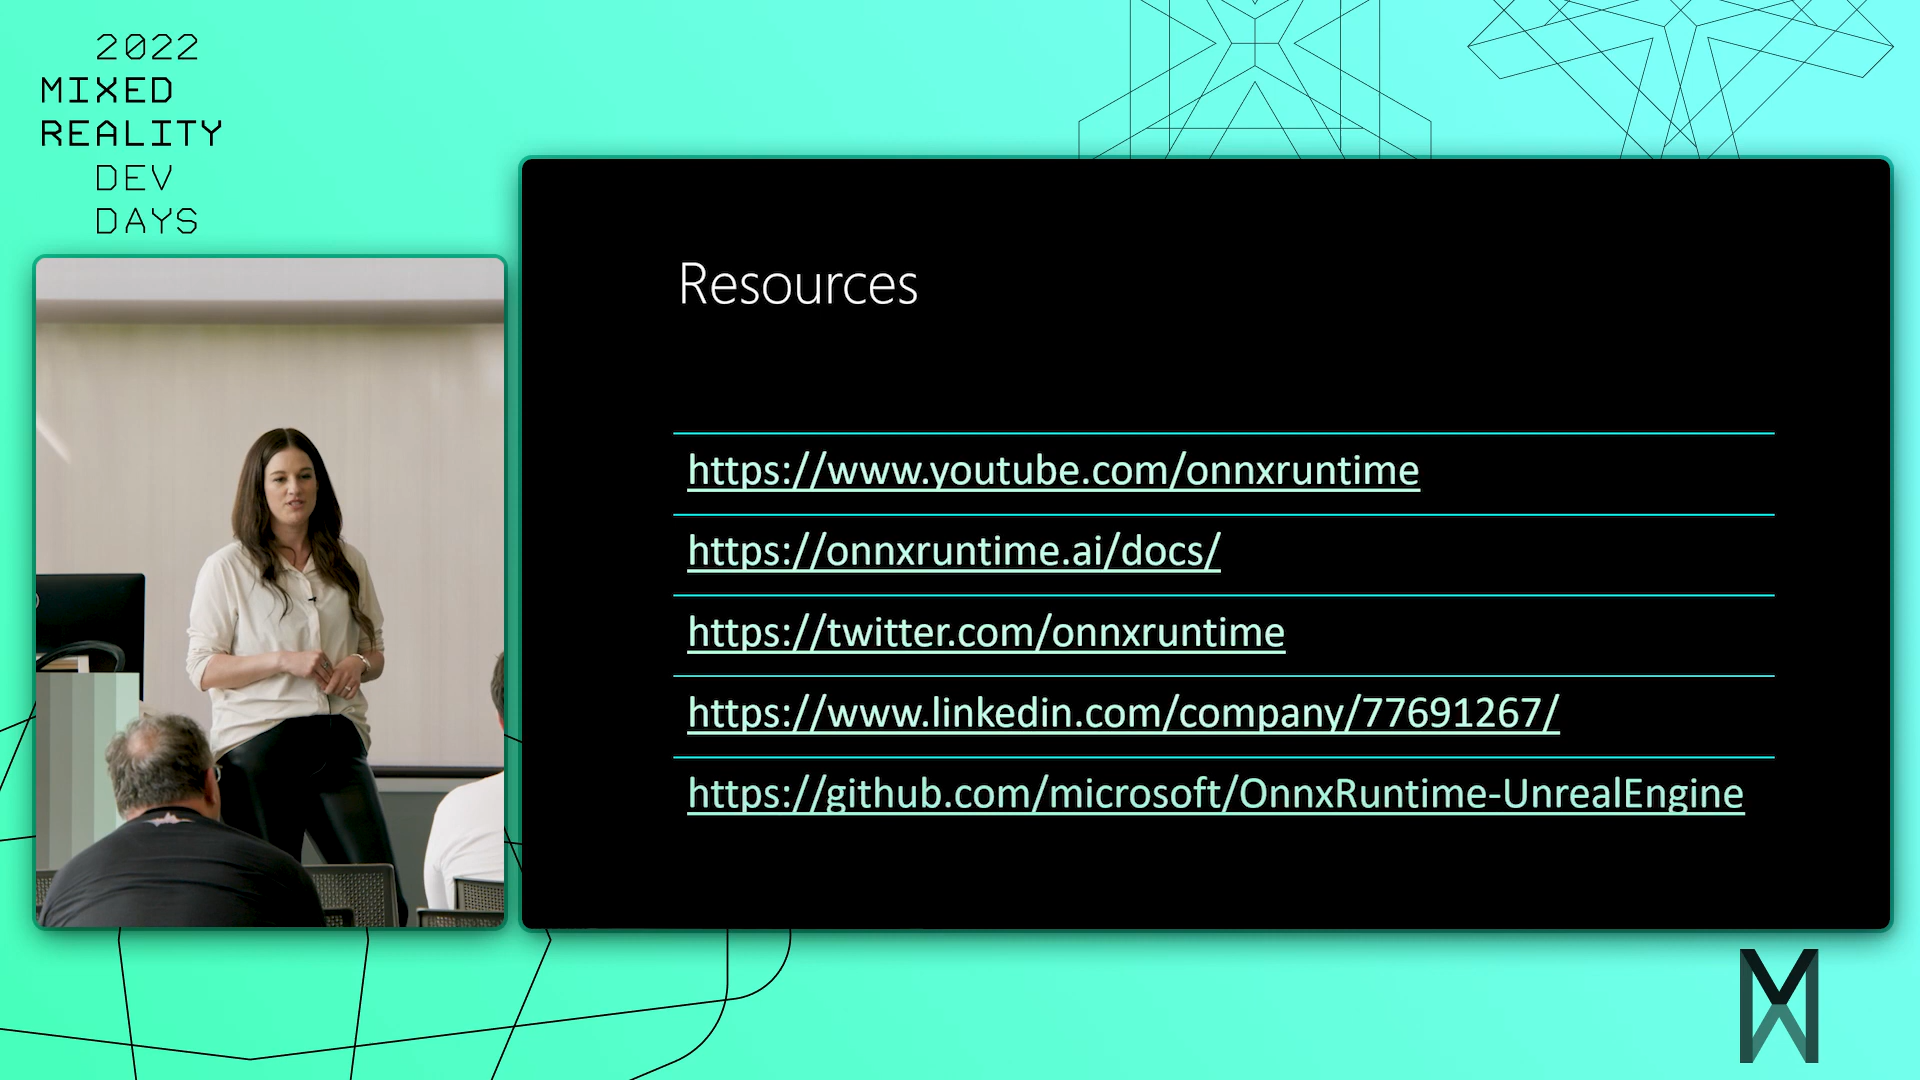 2022
MIXED
REALITY
DEV
DAYS
Resources
https://www.youtube.com/onnxruntime
https://onnxruntime.ai/docs/
https://twitter.com/onnxruntime
https://www.linkedin.com/company/77691267/
https://github.com/microsoft/OnnxRuntime-UnrealEngine